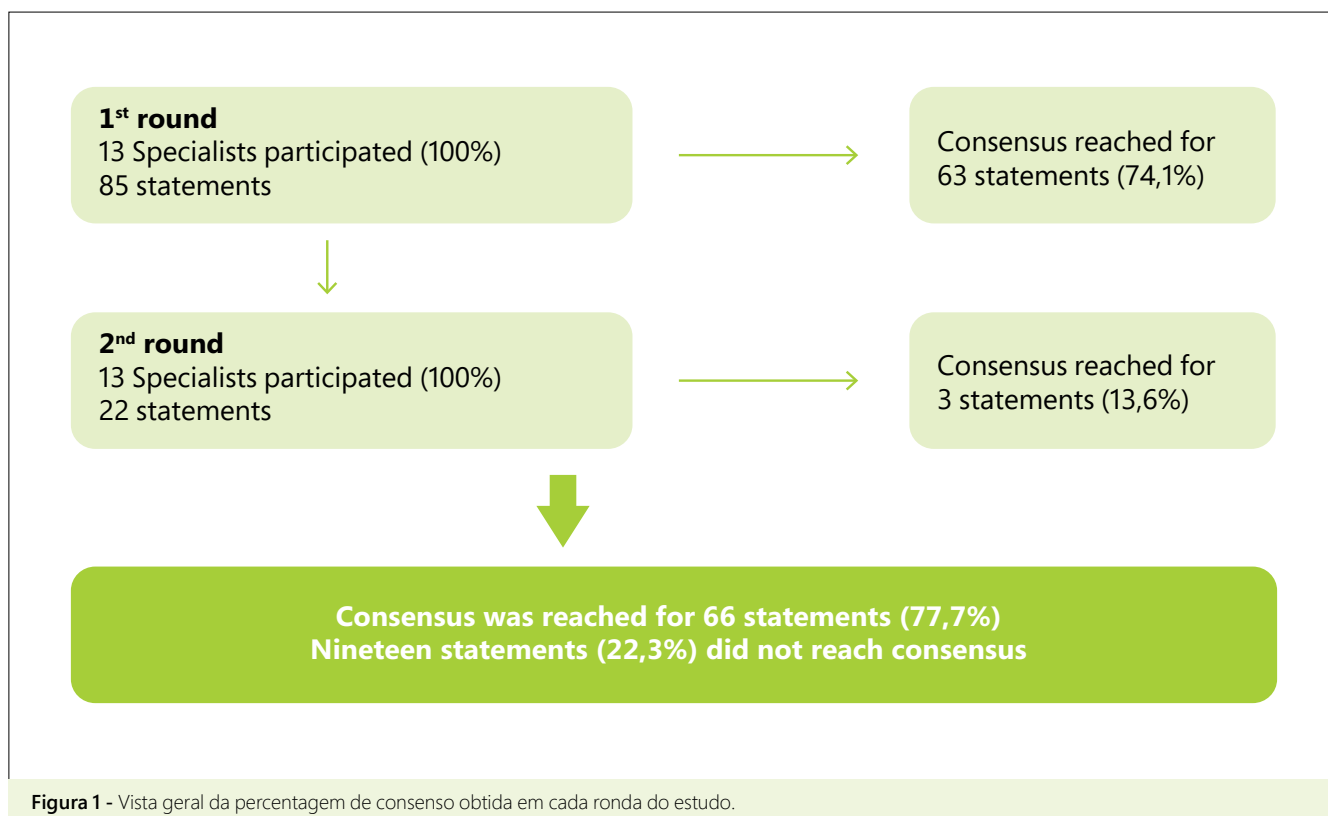 1st round
13 Specialists participated (100%)
85 statements
Consensus reached for
63 statements (74,1%)
2nd round
13 Specialists participated (100%)
22 statements
Consensus reached for
3 statements (13,6%)
Consensus was reached for 66 statements (77,7%)
Nineteen statements (22,3%) did not reach consensus
Figura 1 - Vista geral da percentagem de consenso obtida em cada ronda do estudo.